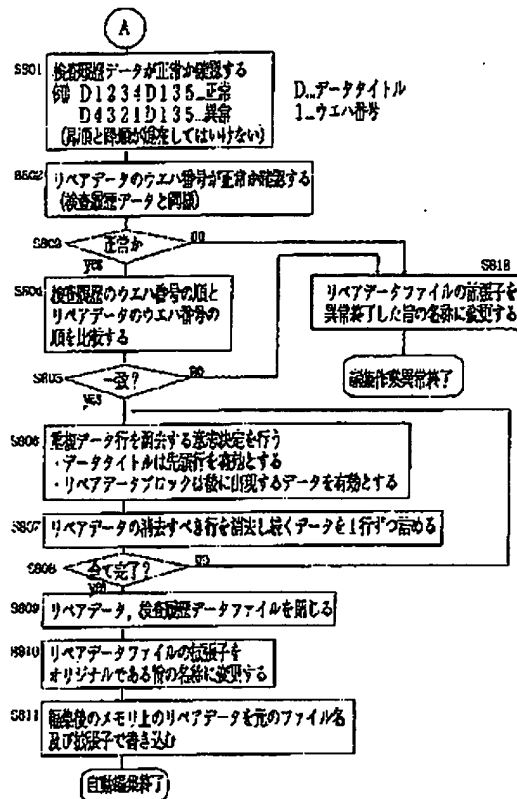 A
S801 検査履歴データが正常か確認する
例 D1234D135…正常
D4321D135…異常
(昇順と降順が混在してはいけない)
D…データタイトル
1…ウエハ番号
S802 リペアデータのウエハ番号が正常か確認する
(検査履歴データと同様)
S803 正常か no
yes
S804 検査履歴のウエハ番号の順と
リペアデータのウエハ番号の
順を比較する
S818
リペアデータファイルの拡張子を
異常終了した旨の名称に変更する
S805 一致? no
yes
編集作業異常終了
S806 重複データ行を消去する意志決定を行う
・データタイトルは先頭行を有効とする
・リペアデータブロックは後に出現するデータを有効とする
S807 リペアデータの消去すべき行を消去し続くデータを1行ずつ詰める
S808 全て完了? no
yes
S809 リペアデータ,検査履歴データファイルを閉じる
S810 リペアデータファイルの拡張子を
オリジナルである旨の名称に変更する
S811 編集後のメモリ上のリペアデータを元のファイル名
及び拡張子で書き込む
自動編集終了